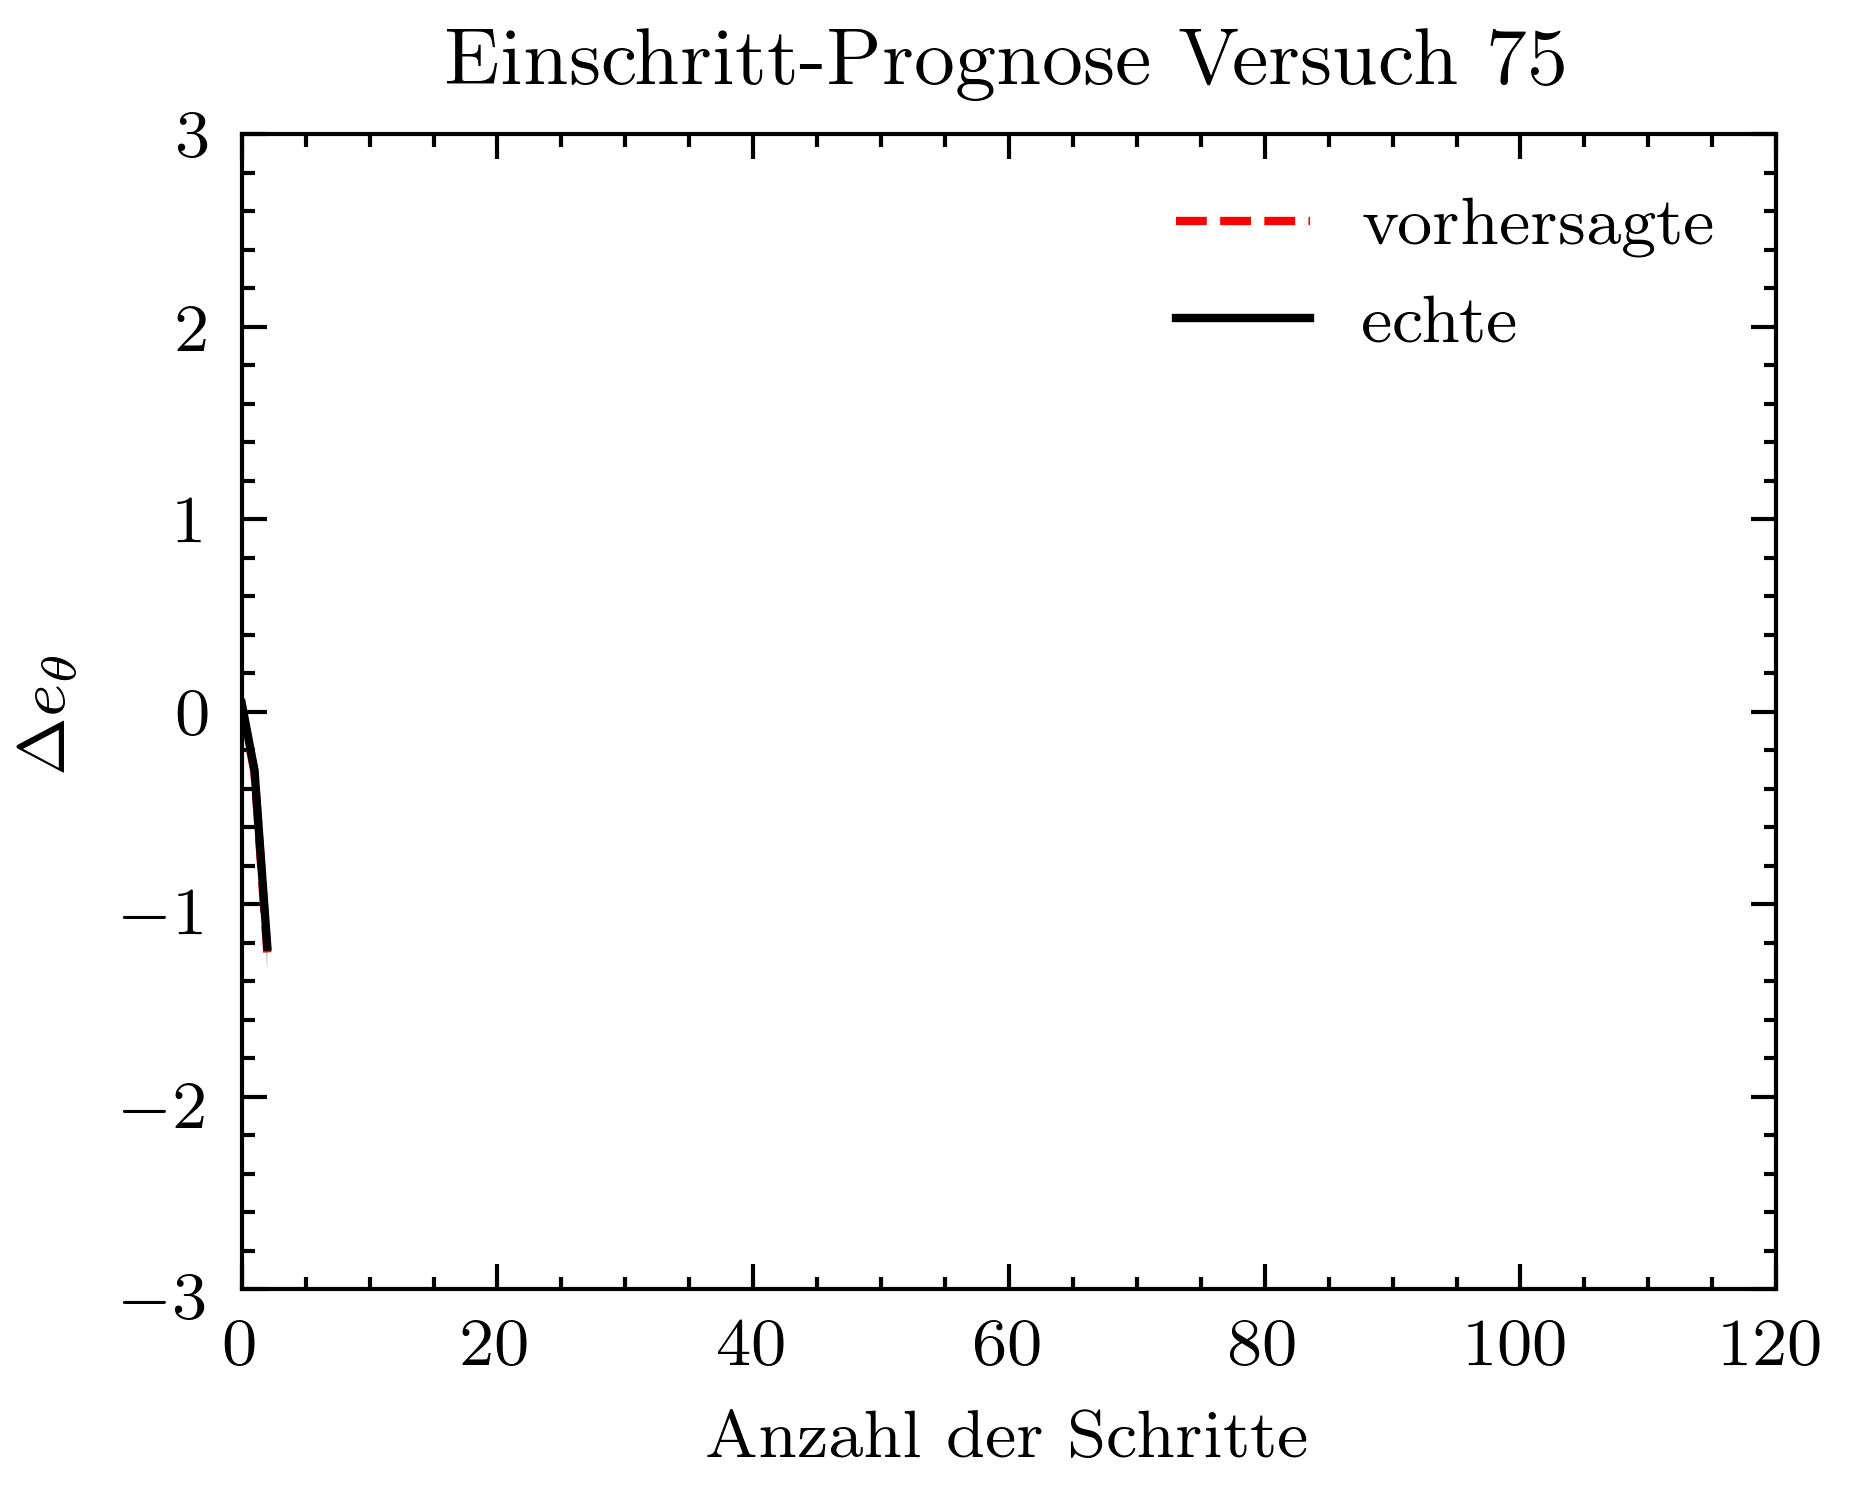 Einschritt-Prognose Versuch 75
3
2
1
0
−1
−2
−3
Δe_θ
vorhersagte
echte
0 20 40 60 80 100 120
Anzahl der Schritte